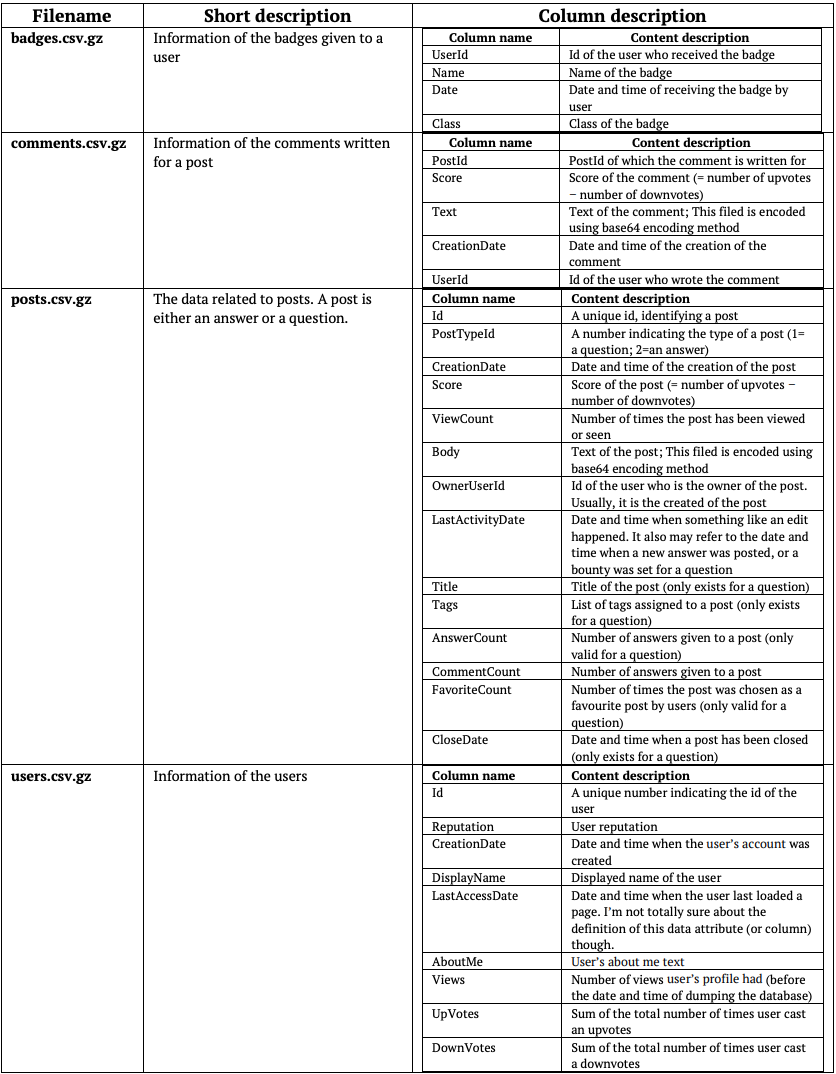 Filename Short description Column description
badges.csv.gz Information of the badges given to a
user
Column name Content description
UserId Id of the user who received the badge
Name Name of the badge
Date Date and time of receiving the badge by
user
Class Class of the badge
comments.csv.gz Information of the comments written
for a post
Column name Content description
PostId PostId of which the comment is written for
Score Score of the comment (= number of upvotes
− number of downvotes)
Text Text of the comment; This filed is encoded
using base64 encoding method
CreationDate Date and time of the creation of the
comment
UserId Id of the user who wrote the comment
posts.csv.gz The data related to posts. A post is
either an answer or a question.
Column name Content description
Id A unique id, identifying a post
PostTypeId A number indicating the type of a post (1=
a question; 2=an answer)
CreationDate Date and time of the creation of the post
Score Score of the post (= number of upvotes −
number of downvotes)
ViewCount Number of times the post has been viewed
or seen
Body Text of the post; This filed is encoded using
base64 encoding method
OwnerUserId Id of the user who is the owner of the post.
Usually, it is the created of the post
LastActivityDate Date and time when something like an edit
happened. It also may refer to the date and
time when a new answer was posted, or a
bounty was set for a question
Title Title of the post (only exists for a question)
Tags List of tags assigned to a post (only exists
for a question)
AnswerCount Number of answers given to a post (only
valid for a question)
CommentCount Number of answers given to a post
FavoriteCount Number of times the post was chosen as a
favourite post by users (only valid for a
question)
CloseDate Date and time when a post has been closed
(only exists for a question)
users.csv.gz Information of the users
Column name Content description
Id A unique number indicating the id of the
user
Reputation User reputation
CreationDate Date and time when the user's account was
created
DisplayName Displayed name of the user
LastAccessDate Date and time when the user last loaded a
page. I'm not totally sure about the
definition of this data attribute (or column)
though.
AboutMe User's about me text
Views Number of views user's profile had (before
the date and time of dumping the database)
UpVotes Sum of the total number of times user cast
an upvotes
DownVotes Sum of the total number of times user cast
a downvotes